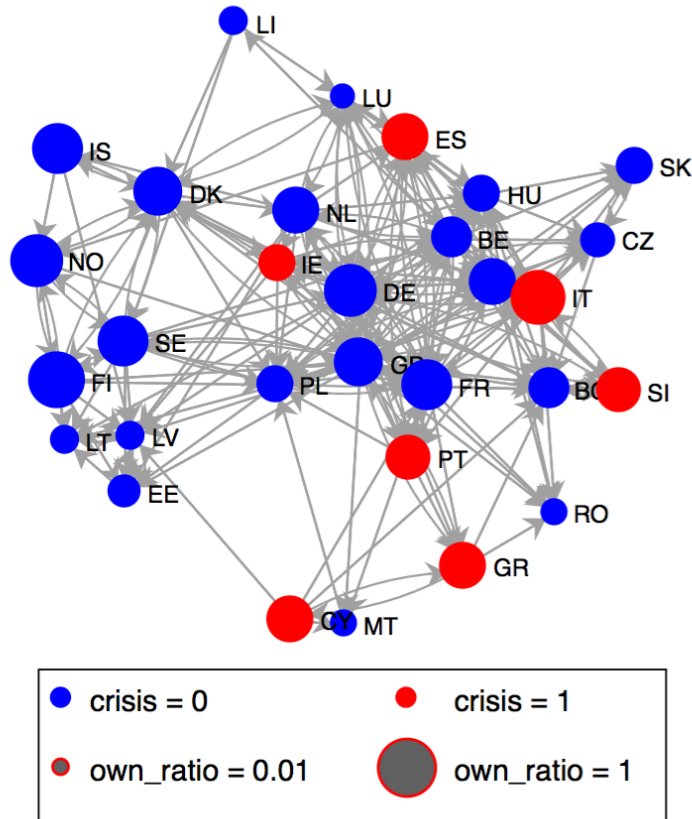 LI
LU
ES
IS
SK
DK
HU
NL
BE
CZ
IE
NO
DE
IT
SE
GB
FI
PL
FR
SI
LT
LV
PT
EE
RO
GR
CY
MT
crisis = 0
crisis = 1
own_ratio = 0.01
own_ratio = 1